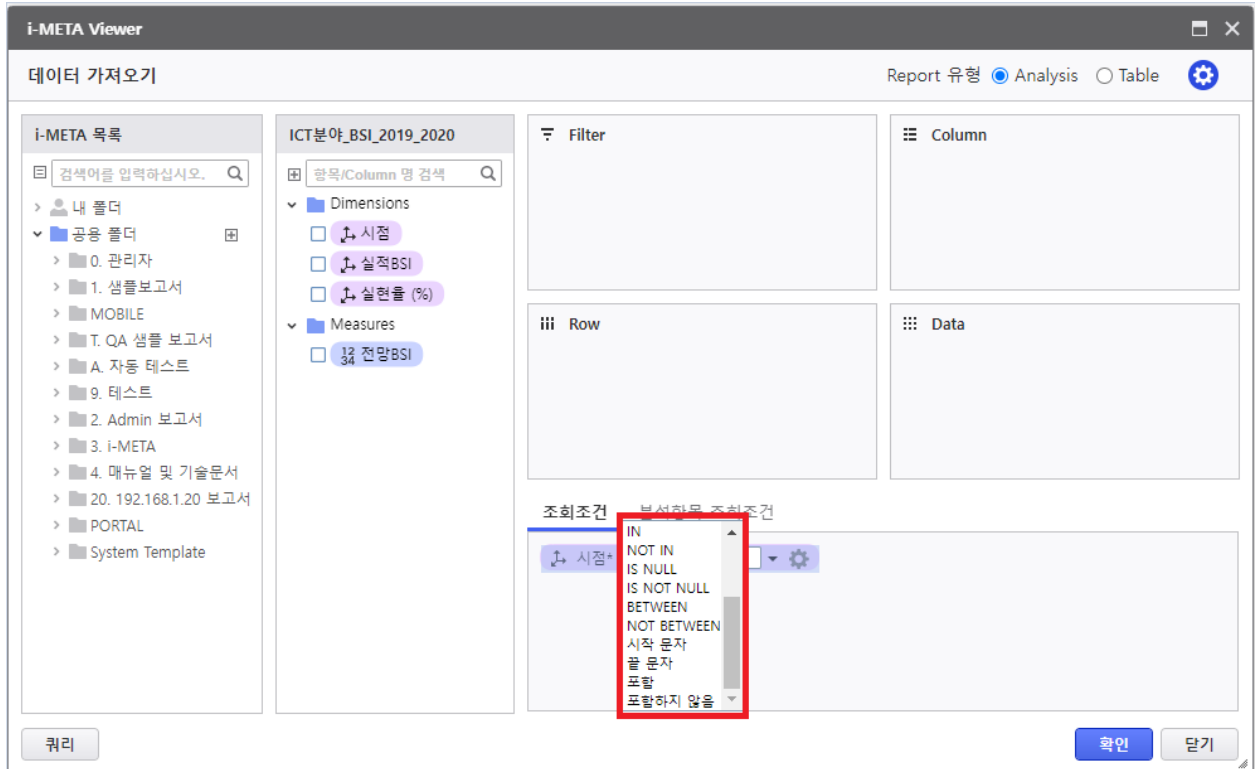 i-META Viewer
데이터 가져오기
Report 유형 Analysis Table
i-META 목록
검색어를 입력하십시오.
내 폴더
공용 폴더
0. 관리자
1. 샘플보고서
MOBILE
T. QA 샘플 보고서
A. 자동 테스트
9. 테스트
2. Admin 보고서
3. i-META
4. 매뉴얼 및 기술문서
20. 192.168.1.20 보고서
PORTAL
System Template
ICT분야_BSI_2019_2020
항목/Column 명 검색
Dimensions
시점
실적BSI
실현율 (%)
Measures
12
34 전망BSI
Filter
Column
Row
Data
조회조건 분석항목 조회조건
시점*
IN
NOT IN
IS NULL
IS NOT NULL
BETWEEN
NOT BETWEEN
시작 문자
끝 문자
포함
포함하지 않음
쿼리
확인
닫기